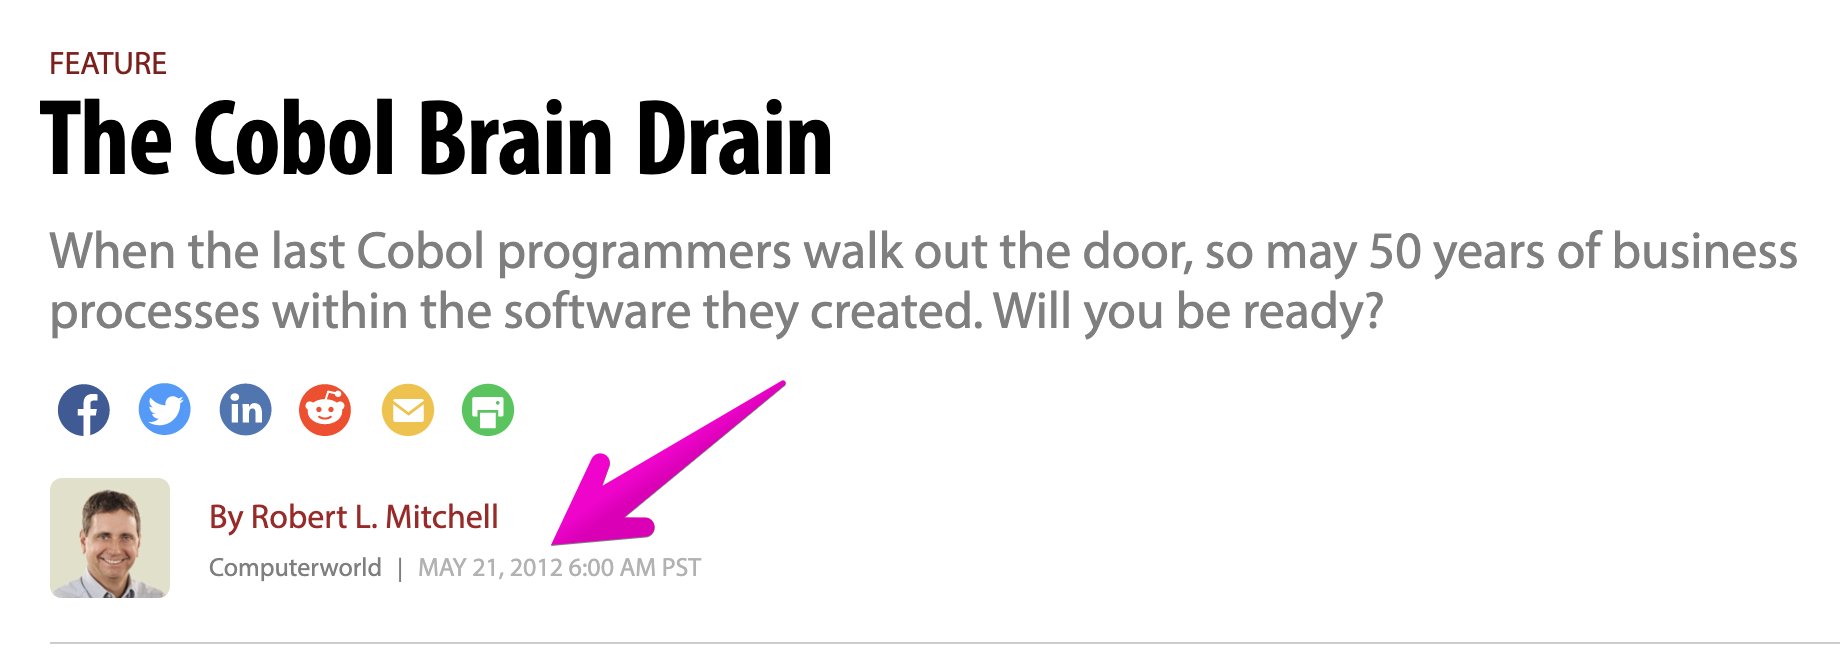 FEATURE
The Cobol Brain Drain
When the last Cobol programmers walk out the door, so may 50 years of business
processes within the software they created. Will you be ready?
By Robert L. Mitchell
Computerworld | MAY 21, 2012 6:00 AM PST